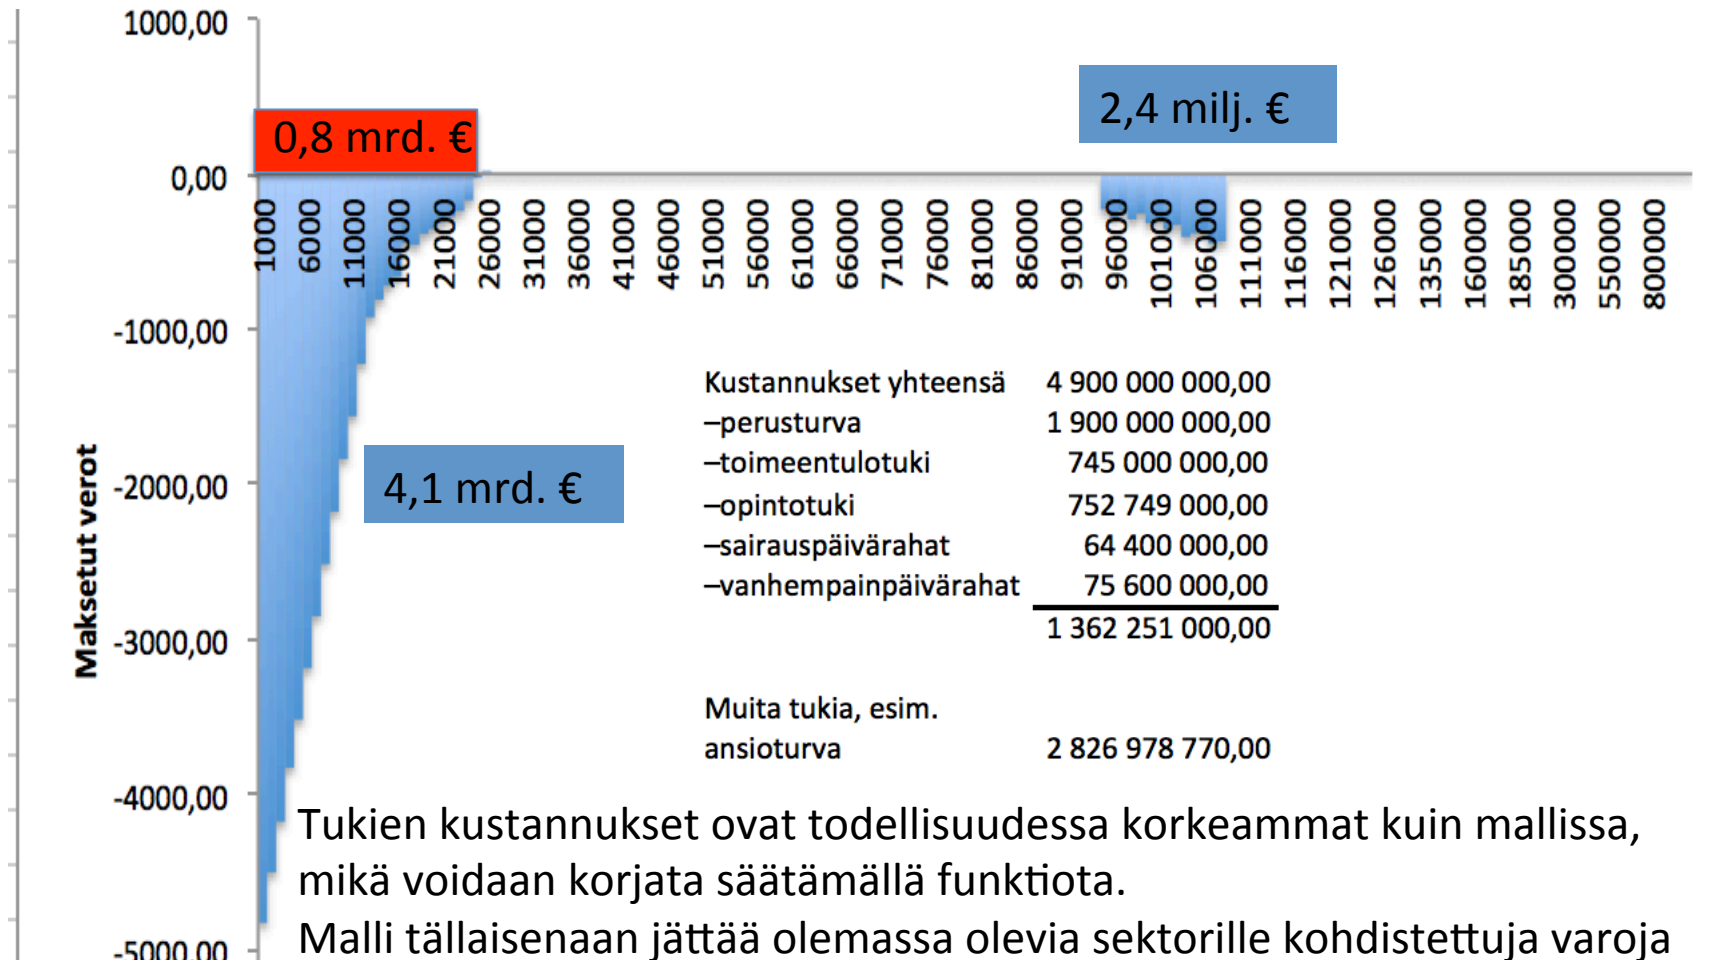 1000,00
0,00
-1000,00
-2000,00
-3000,00
-4000,00
-5000,00
Maksetut verot
0,8 mrd. €
2,4 milj. €
4,1 mrd. €
1000 6000 11000 16000 21000 26000 31000 36000 41000 46000 51000 56000 61000 66000 71000 76000 81000 86000 91000 96000 101000 106000 111000 116000 121000 126000 135000 160000 185000 300000 550000 800000
Kustannukset yhteensä 4 900 000 000,00
–perusturva 1 900 000 000,00
–toimeentulotuki 745 000 000,00
–opintotuki 752 749 000,00
–sairauspäivärahat 64 400 000,00
–vanhempainpäivärahat 75 600 000,00
1 362 251 000,00
Muita tukia, esim.
ansioturva 2 826 978 770,00
Tukien kustannukset ovat todellisuudessa korkeammat kuin mallissa,
mikä voidaan korjata säätämällä funktiota.
Malli tällaisenaan jättää olemassa olevia sektorille kohdistettuja varoja